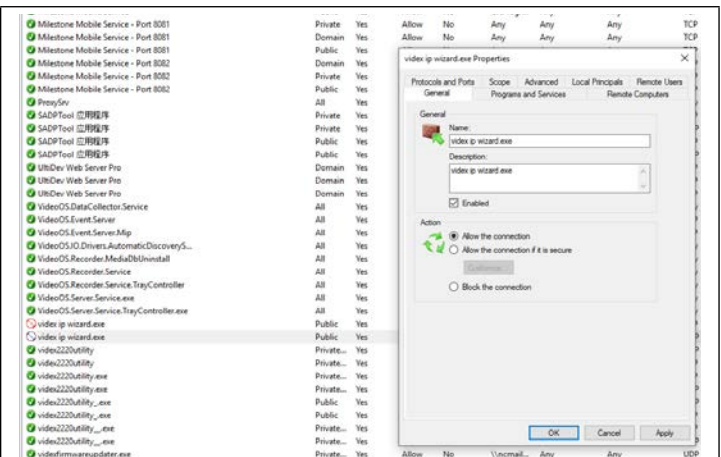 Milestone Mobile Service - Port 8081 Private Yes Allow No Any Any TCP
Milestone Mobile Service - Port 8081 Domain Yes Allow No Any Any TCP
Milestone Mobile Service - Port 8081 Public Yes
Milestone Mobile Service - Port 8082 Domain Yes
Milestone Mobile Service - Port 8082 Private Yes
Milestone Mobile Service - Port 8082 Public Yes
ProxySrv All Yes
SADPTool 应用程序 Private Yes
SADPTool 应用程序 Private Yes
SADPTool 应用程序 Public Yes
SADPTool 应用程序 Public Yes
UltiDev Web Server Pro Domain Yes
UltiDev Web Server Pro Domain Yes
UltiDev Web Server Pro Domain Yes
VideoOS.DataCollector.Service All Yes
VideoOS.Event.Server All Yes
VideoOS.Event.Server.Mip All Yes
VideoOS.IO.Drivers.AutomaticDiscoveryS... All Yes
VideoOS.Recorder.MediaDbUninstall All Yes
VideoOS.Recorder.Service All Yes
VideoOS.Recorder.Service.TrayController All Yes
VideoOS.Server.Service.exe All Yes
VideoOS.Server.Service.TrayController.exe All Yes
videx ip wizard.exe Public Yes
videx ip wizard.exe Public Yes
videx2220utility Private... Yes
videx2220utility Private... Yes
videx2220utility.exe Private... Yes
videx2220utility.exe Private... Yes
videx2220utility_.exe Public Yes
videx2220utility_.exe Public Yes
videx2220utility__.exe Private... Yes
videx2220utility__.exe Private... Yes
videxfirmwareupdater.exe Allow No Any Any UDP
videx ip wizard.exe Properties
Protocols and Ports Scope Advanced Local Principals Remote Users
General Programs and Services Remote Computers
General
Name:
videx ip wizard.exe
Description:
videx ip wizard.exe
Enabled
Action
Allow the connection
Allow the connection if it is secure
Customize...
Block the connection
OK Cancel Apply